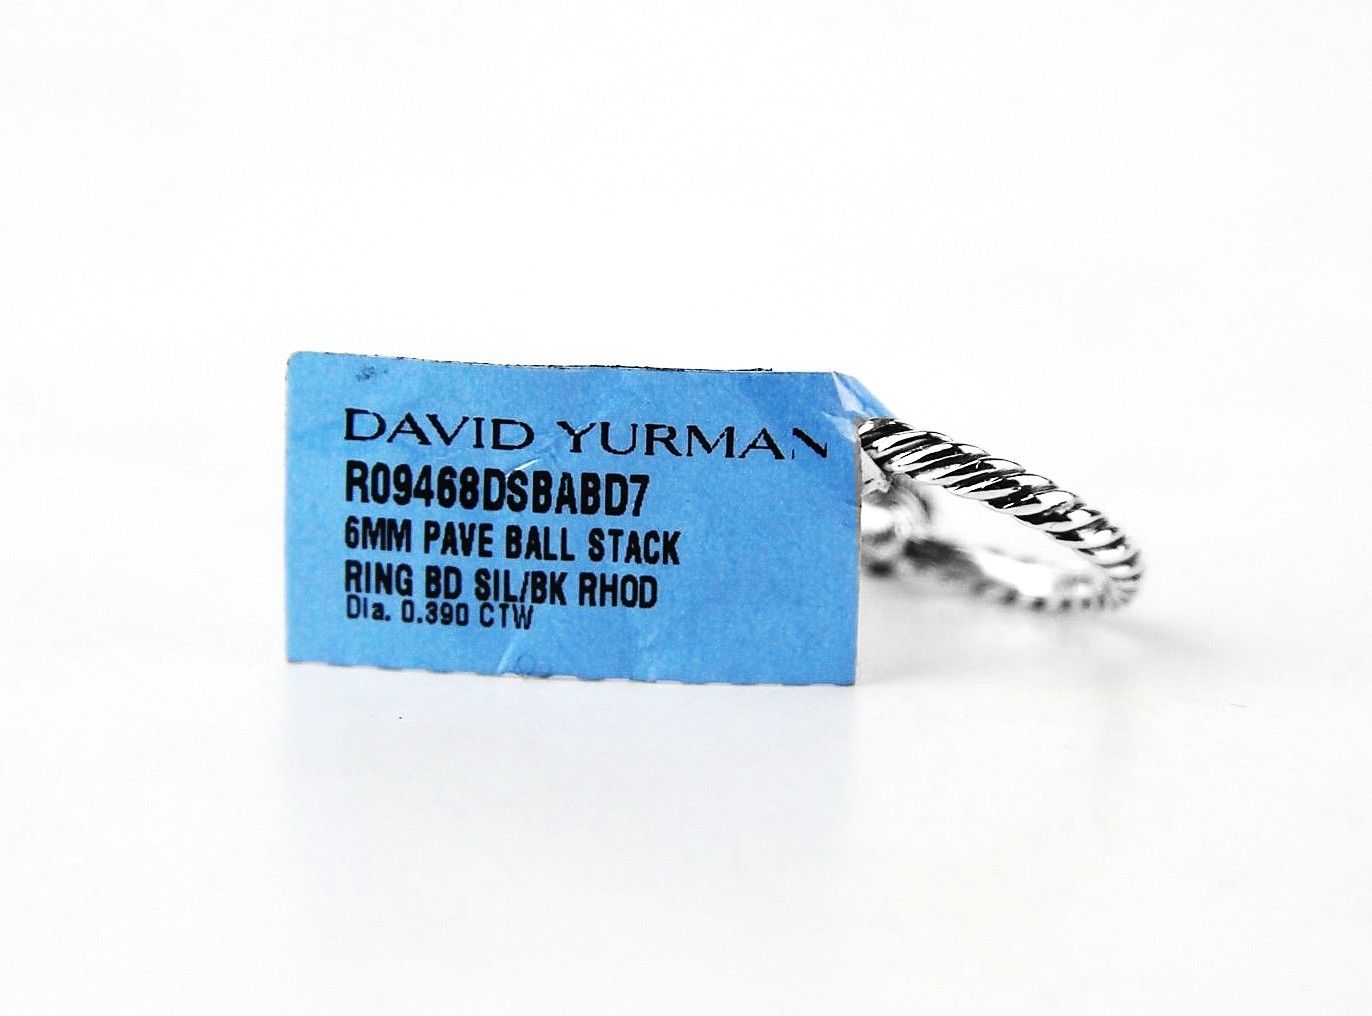 DAVID YURMAN
R09468DSBABD7
6MM PAVE BALL STACK
RING BD SIL/BK RHOD
Dia. 0.390 CTW